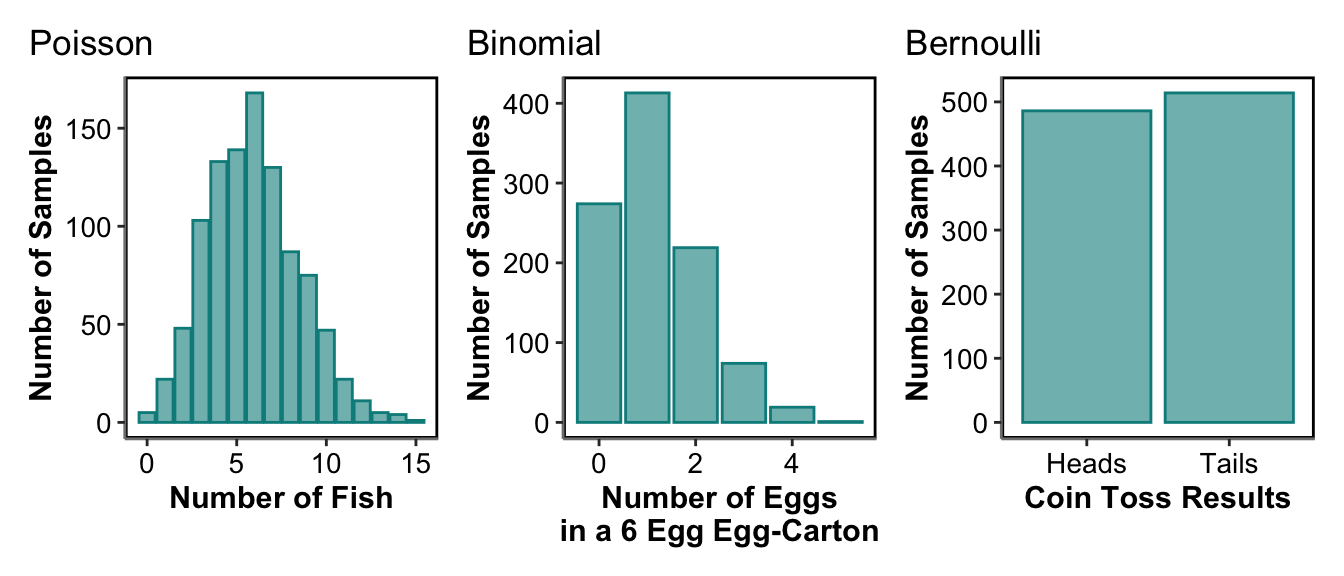 Poisson
Number of Samples
150
100
50
0
0 5 10 15
Number of Fish
Binomial
Number of Samples
400
300
200
100
0
0 2 4
Number of Eggs
in a 6 Egg Egg-Carton
Bernoulli
Number of Samples
500
400
300
200
100
0
Heads Tails
Coin Toss Results